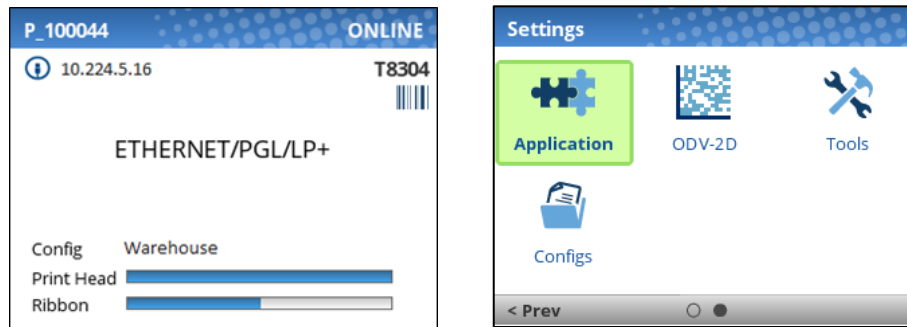 P_100044 ONLINE
10.224.5.16 T8304
ETHERNET/PGL/LP+
Config Warehouse
Print Head
Ribbon
Settings
Application ODV-2D Tools
Configs
< Prev